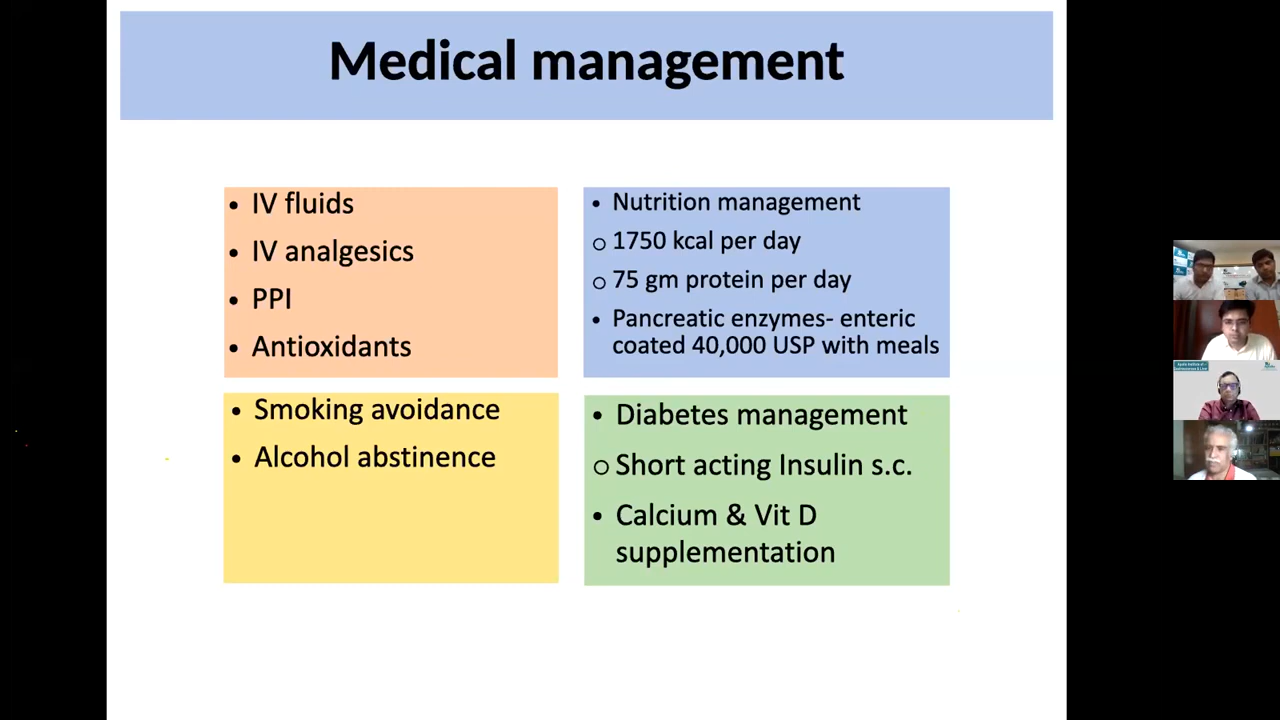 Medical management
• IV fluids
• IV analgesics
• PPI
• Antioxidants
• Nutrition management
o 1750 kcal per day
o 75 gm protein per day
• Pancreatic enzymes- enteric
coated 40,000 USP with meals
• Smoking avoidance
• Alcohol abstinence
• Diabetes management
o Short acting Insulin s.c.
• Calcium & Vit D
supplementation